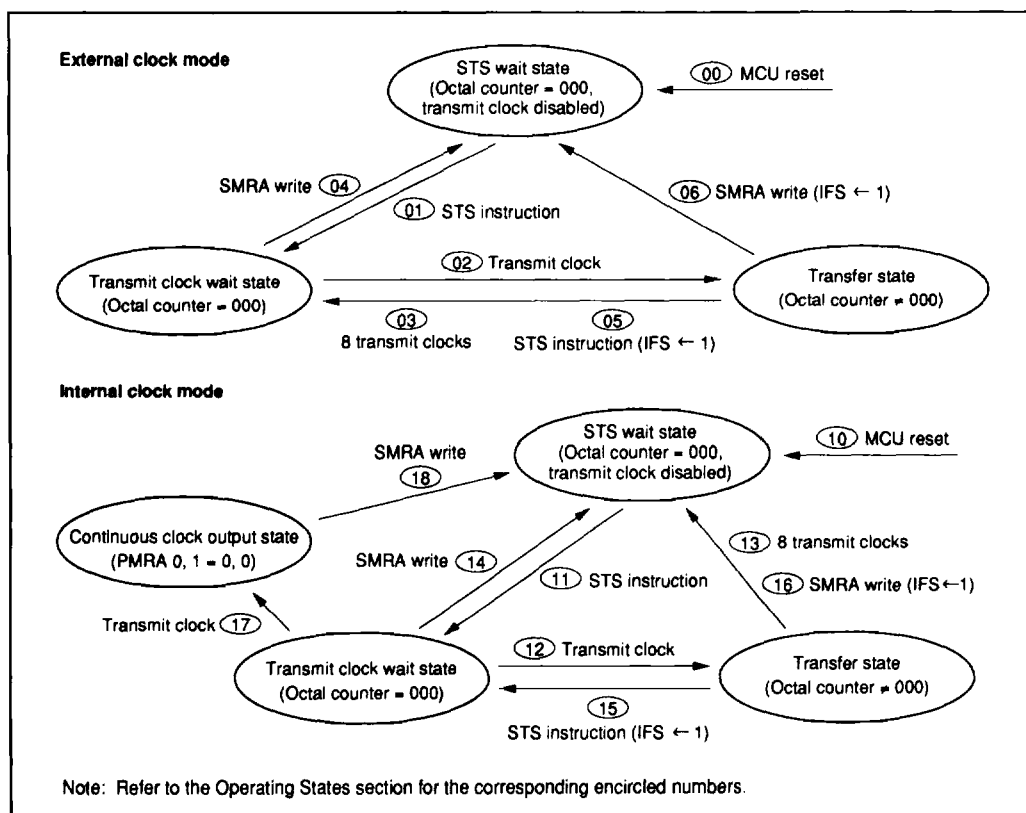 External clock mode
STS wait state
(Octal counter = 000,
transmit clock disabled)
00 MCU reset
SMRA write 04
01 STS instruction
06 SMRA write (IFS ← 1)
Transmit clock wait state
(Octal counter = 000)
02 Transmit clock
Transfer state
(Octal counter ≠ 000)
03
8 transmit clocks
05
STS instruction (IFS ← 1)
Internal clock mode
STS wait state
(Octal counter = 000,
transmit clock disabled)
10 MCU reset
SMRA write
18
Continuous clock output state
(PMRA 0, 1 = 0, 0)
SMRA write 14
11 STS instruction
13 8 transmit clocks
16 SMRA write (IFS ←1)
Transmit clock 17
Transmit clock wait state
(Octal counter = 000)
12 Transmit clock
Transfer state
(Octal counter ≠ 000)
15
STS instruction (IFS ← 1)
Note: Refer to the Operating States section for the corresponding encircled numbers.